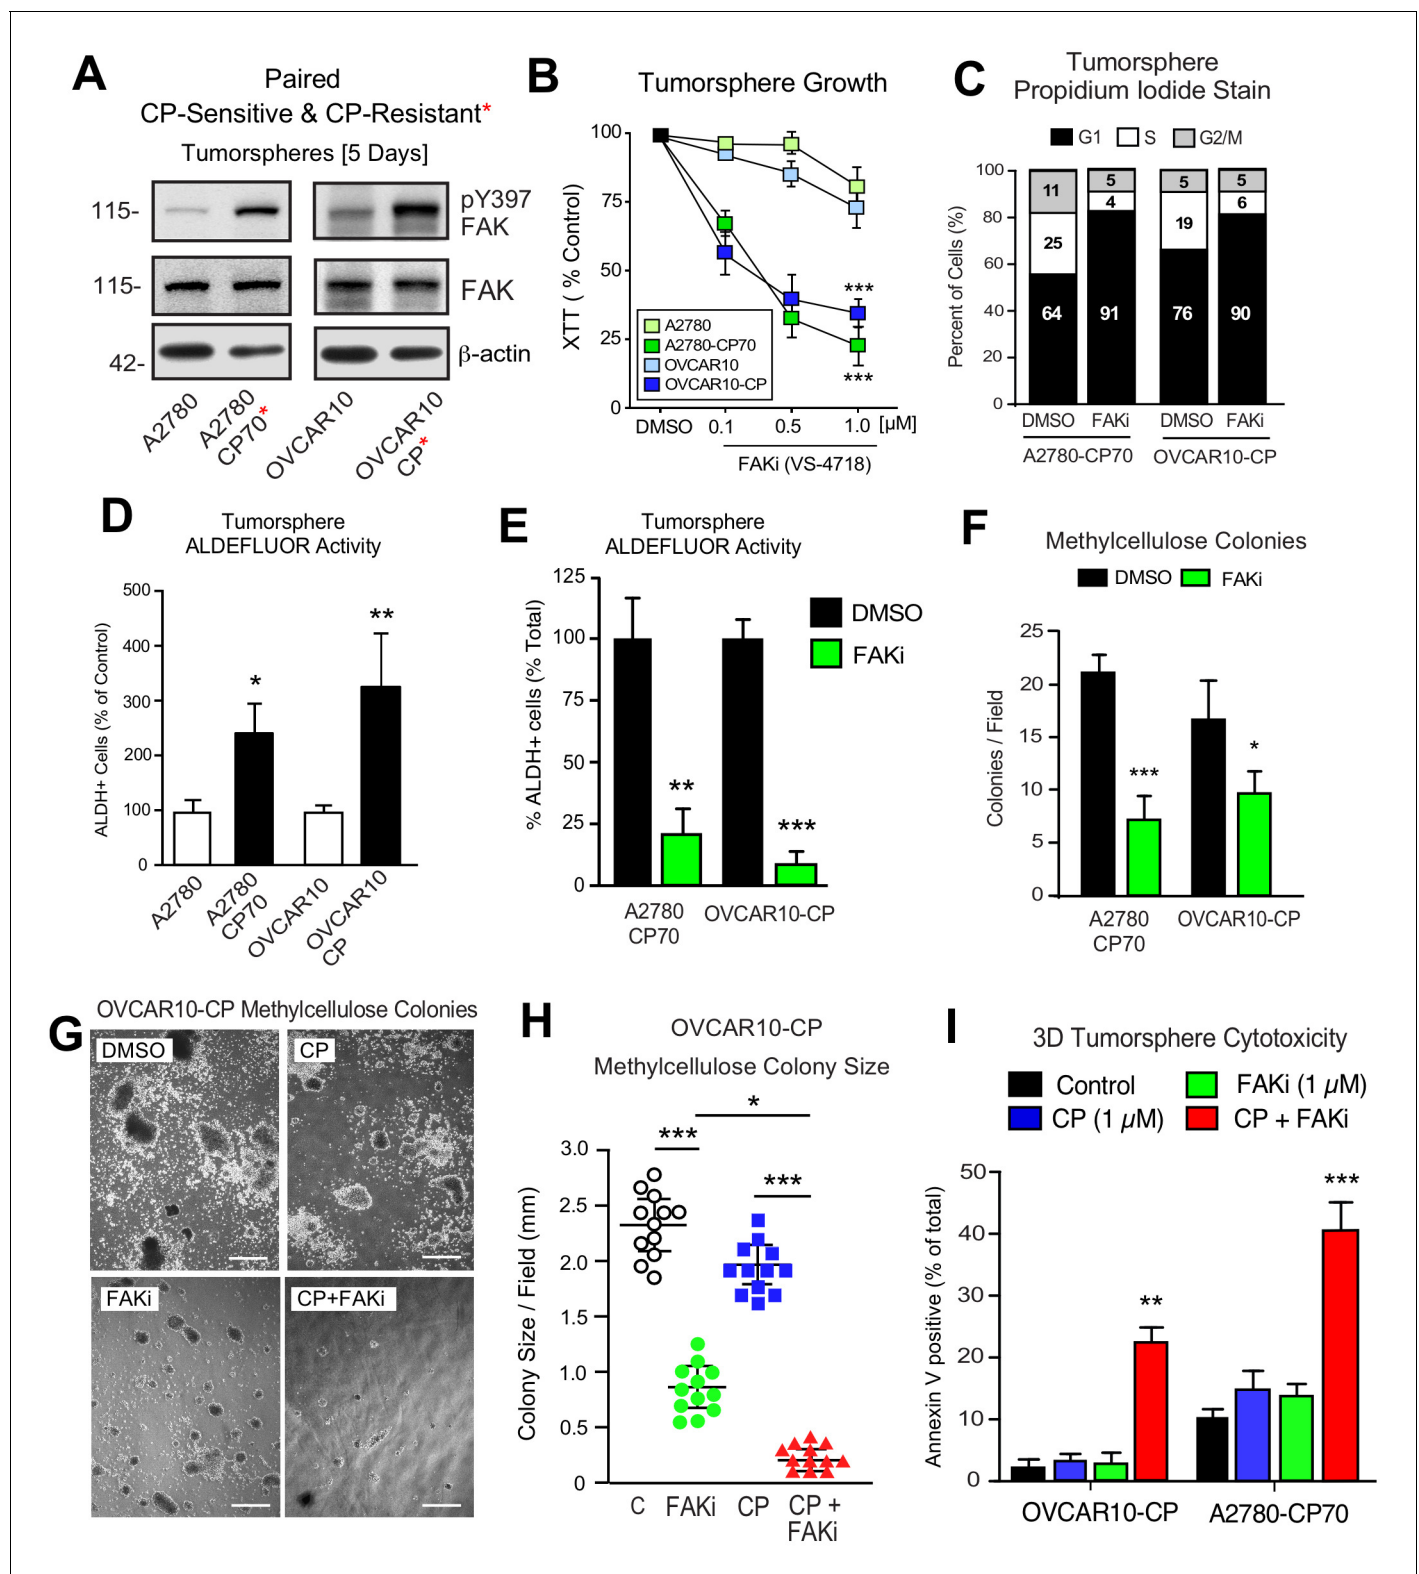 A
Paired
CP-Sensitive & CP-Resistant*
Tumorspheres [5 Days]
115-
pY397
FAK
115-
FAK
42-
β-actin
A2780
A2780
CP70*
OVCAR10
OVCAR10
CP*
B
Tumorsphere Growth
XTT ( % Control)
100
75
50
25
0
A2780
A2780-CP70
OVCAR10
OVCAR10-CP
***
***
DMSO 0.1 0.5 1.0 [µM]
FAKi (VS-4718)
C
Tumorsphere
Propidium Iodide Stain
G1 S G2/M
Percent of Cells (%)
100
80
60
40
20
0
11 5 5 5
25 4 19 6
64 91 76 90
DMSO FAKi DMSO FAKi
A2780-CP70 OVCAR10-CP
D
Tumorsphere
ALDEFLUOR Activity
ALDH+ Cells (% of Control)
500
400
300
200
100
0
*
**
A2780
A2780
CP70
OVCAR10
OVCAR10
CP
E
Tumorsphere
ALDEFLUOR Activity
% ALDH+ cells (% Total)
125
100
75
50
25
0
DMSO
FAKi
**
***
A2780
CP70
OVCAR10-CP
F
Methylcellulose Colonies
DMSO FAKi
Colonies / Field
25
20
15
10
5
0
***
*
A2780
CP70
OVCAR10-CP
G
OVCAR10-CP Methylcellulose Colonies
DMSO
CP
FAKi
CP+FAKi
H
OVCAR10-CP
Methylcellulose Colony Size
Colony Size / Field (mm)
3.0
2.5
2.0
1.5
1.0
0.5
0
*
***
***
C FAKi CP CP +
FAKi
I
3D Tumorsphere Cytotoxicity
Control FAKi (1 µM)
CP (1 µM) CP + FAKi
Annexin V positive (% of total)
50
40
30
20
10
0
**
***
OVCAR10-CP A2780-CP70